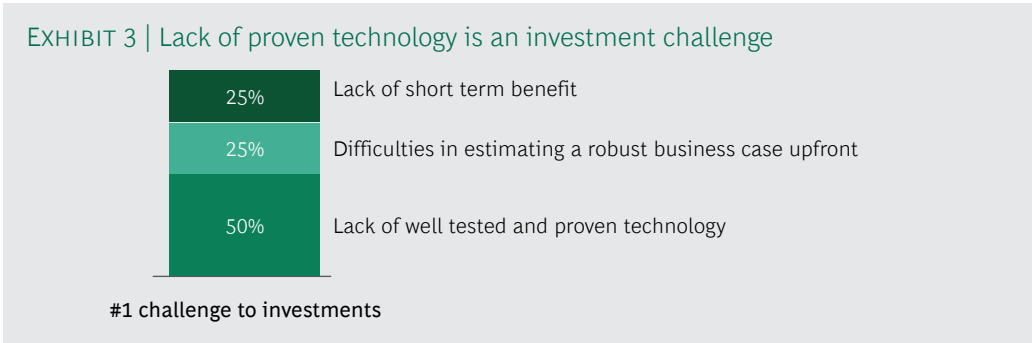 EXHIBIT 3 | Lack of proven technology is an investment challenge
25% Lack of short term benefit
25% Difficulties in estimating a robust business case upfront
50% Lack of well tested and proven technology
#1 challenge to investments